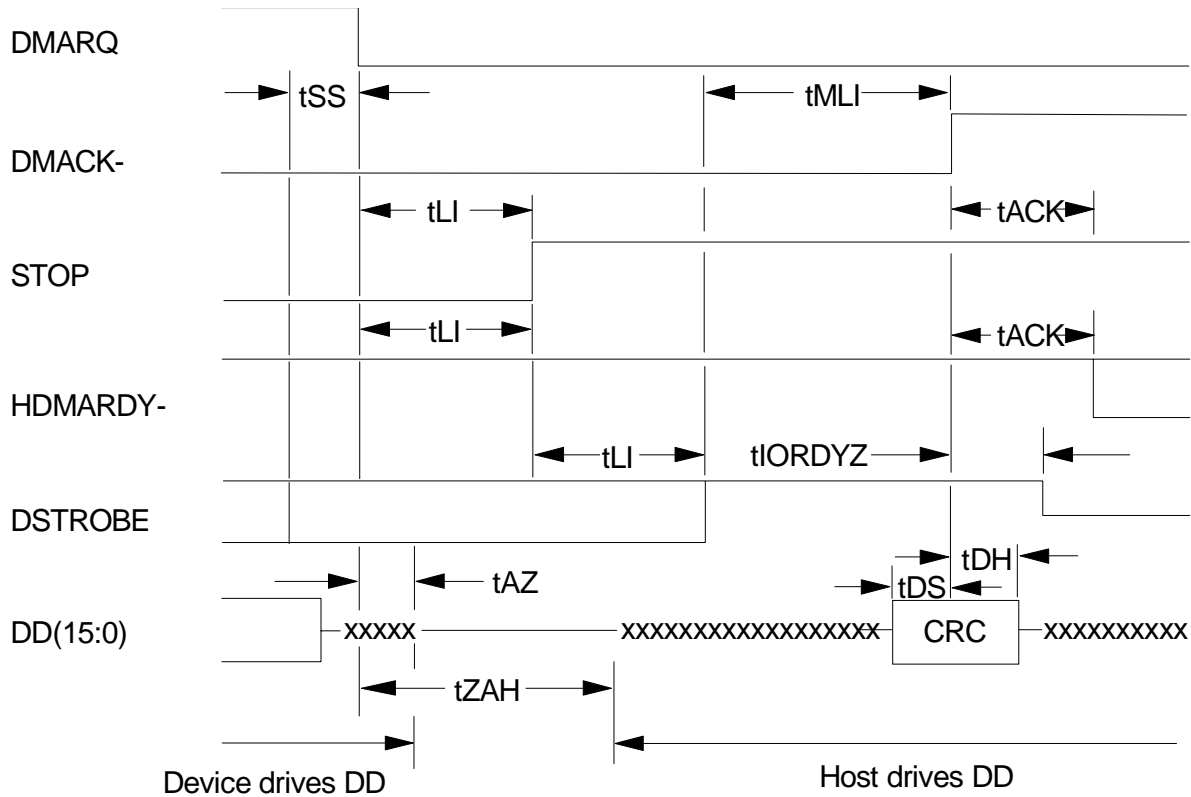 DMARQ
tSS
tMLI
DMACK-
tLI
tACK
STOP
tLI
tACK
HDMARDY-
tLI
tIORDYZ
DSTROBE
tAZ
tDS
tDH
DD(15:0)
XXXXX
XXXXXXXXXXXXXXXXXX
CRC
XXXXXXXXXX
tZAH
Device drives DD
Host drives DD